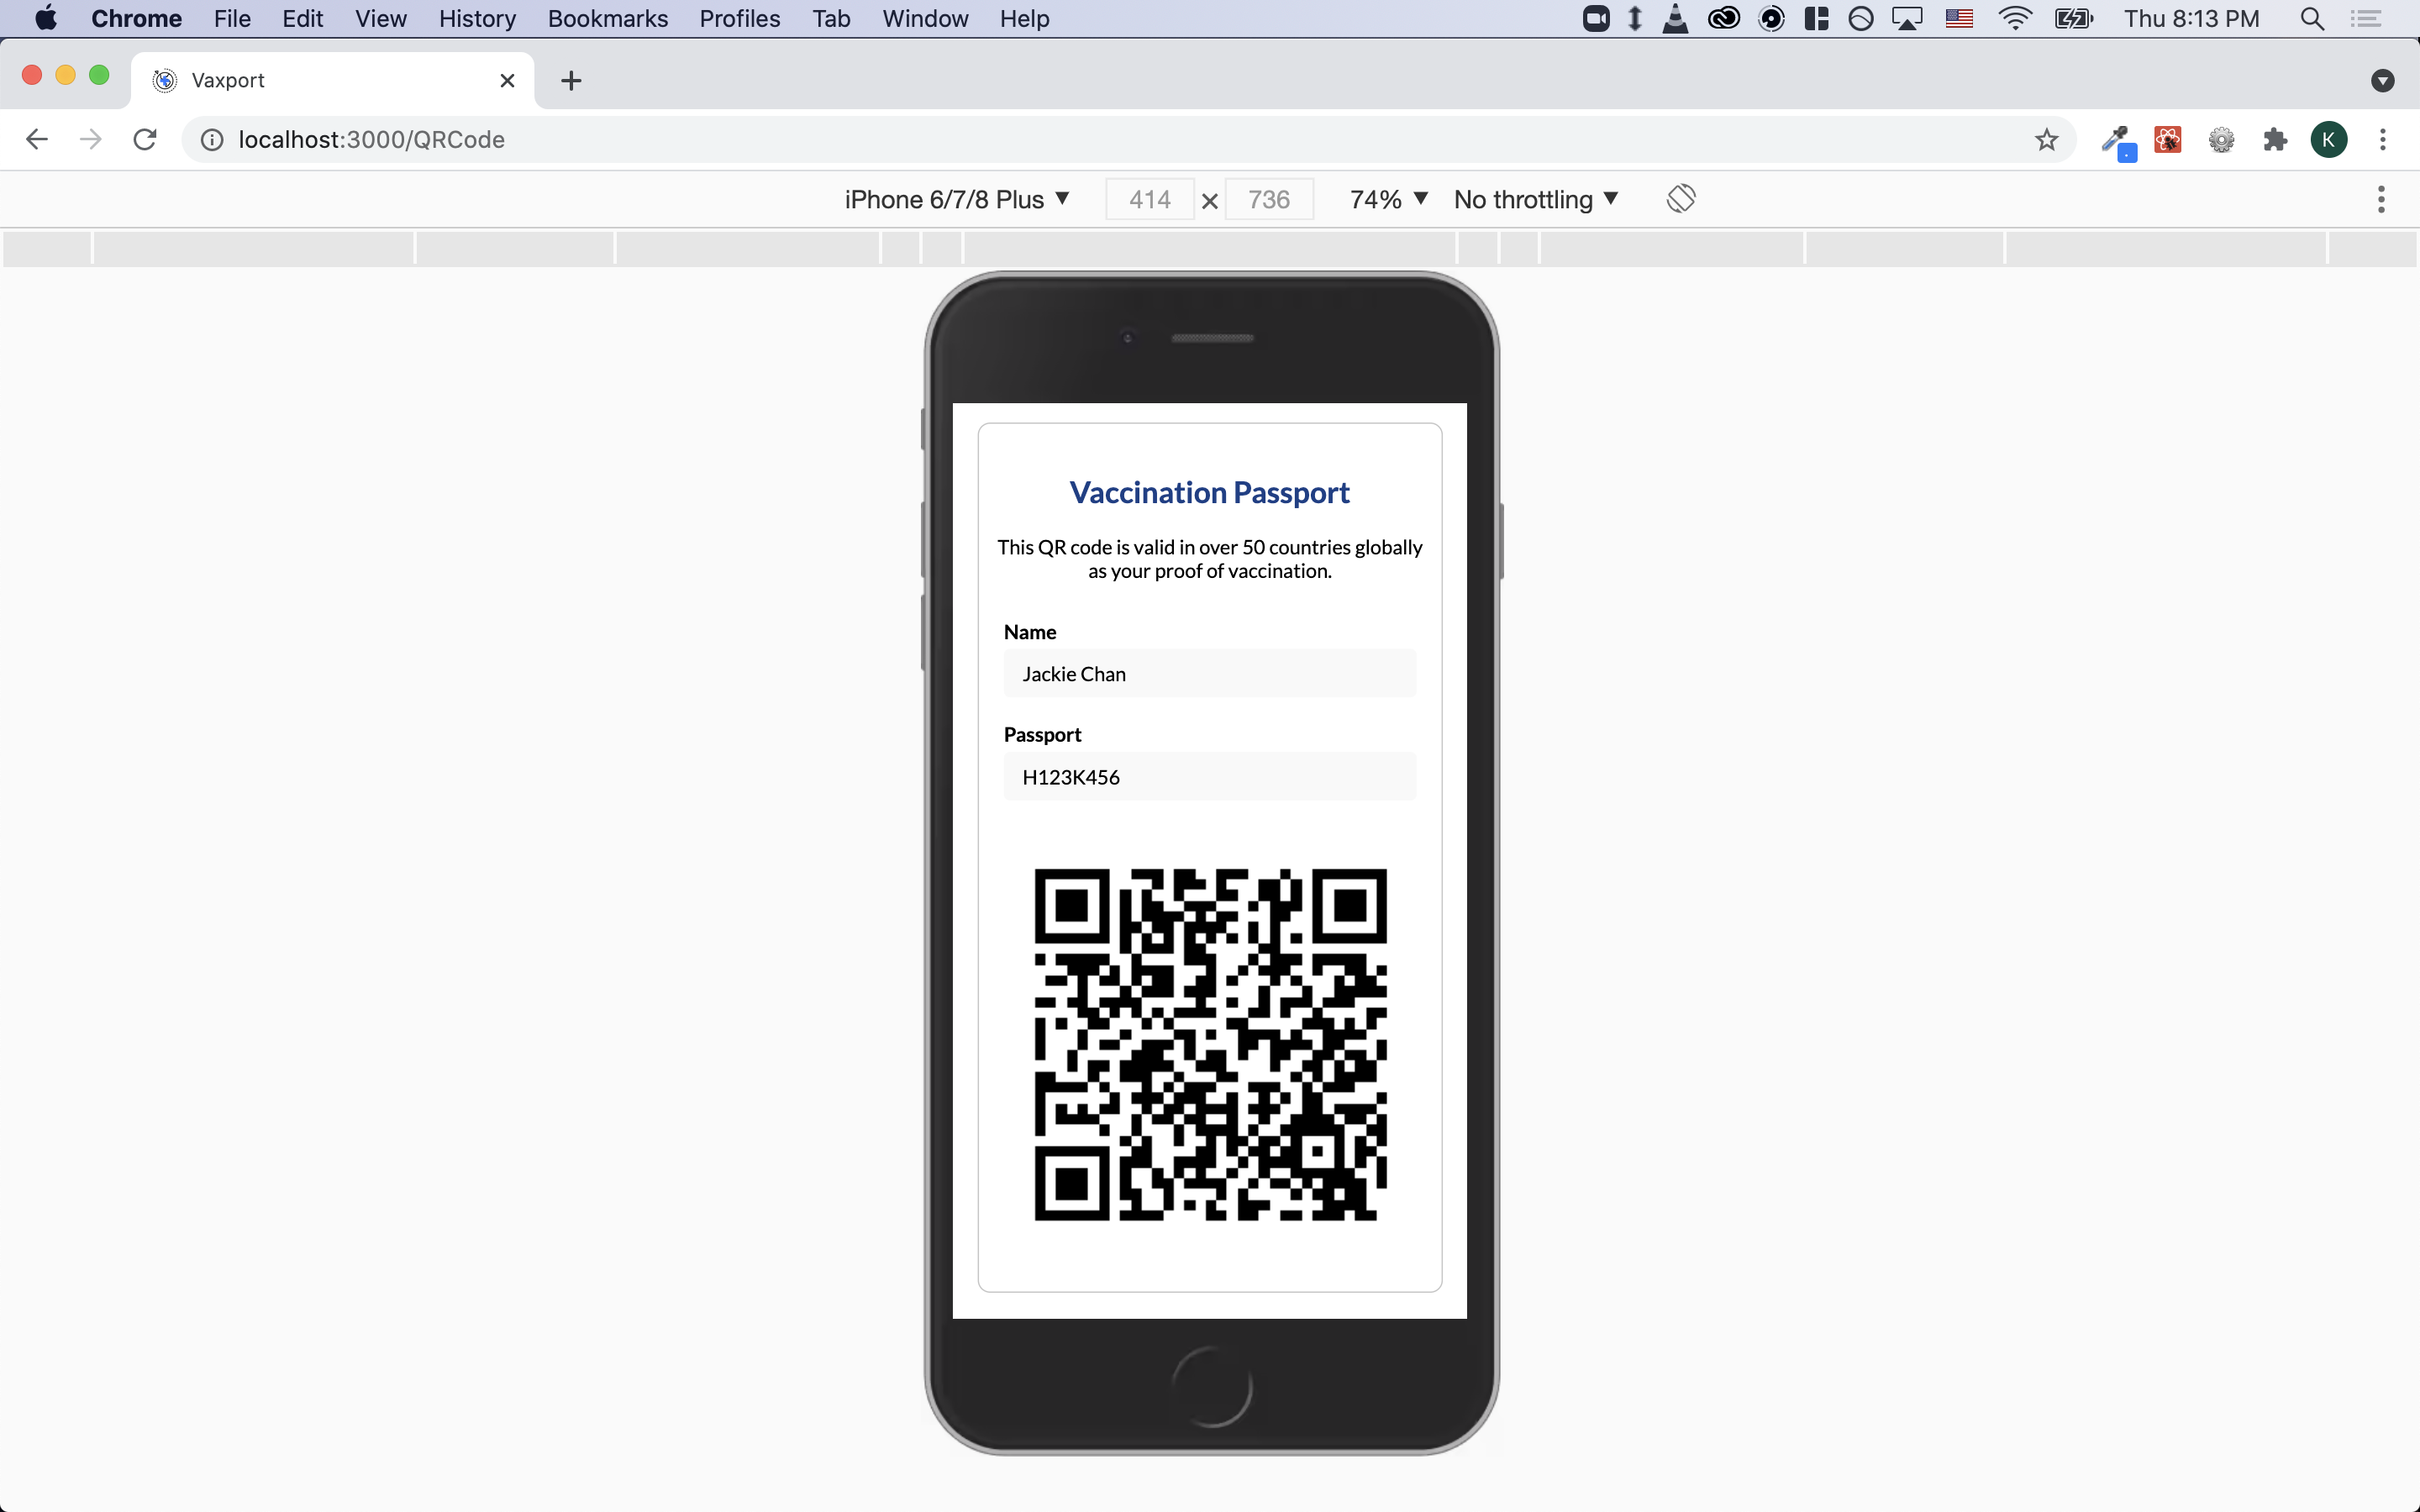 Chrome File Edit View History Bookmarks Profiles Tab Window Help Thu 8:13 PM
Vaxport
localhost:3000/QRCode K
iPhone 6/7/8 Plus ▼ 414 × 736 74% ▼ No throttling ▼
Vaccination Passport
This QR code is valid in over 50 countries globally
as your proof of vaccination.
Name
Jackie Chan
Passport
H123K456